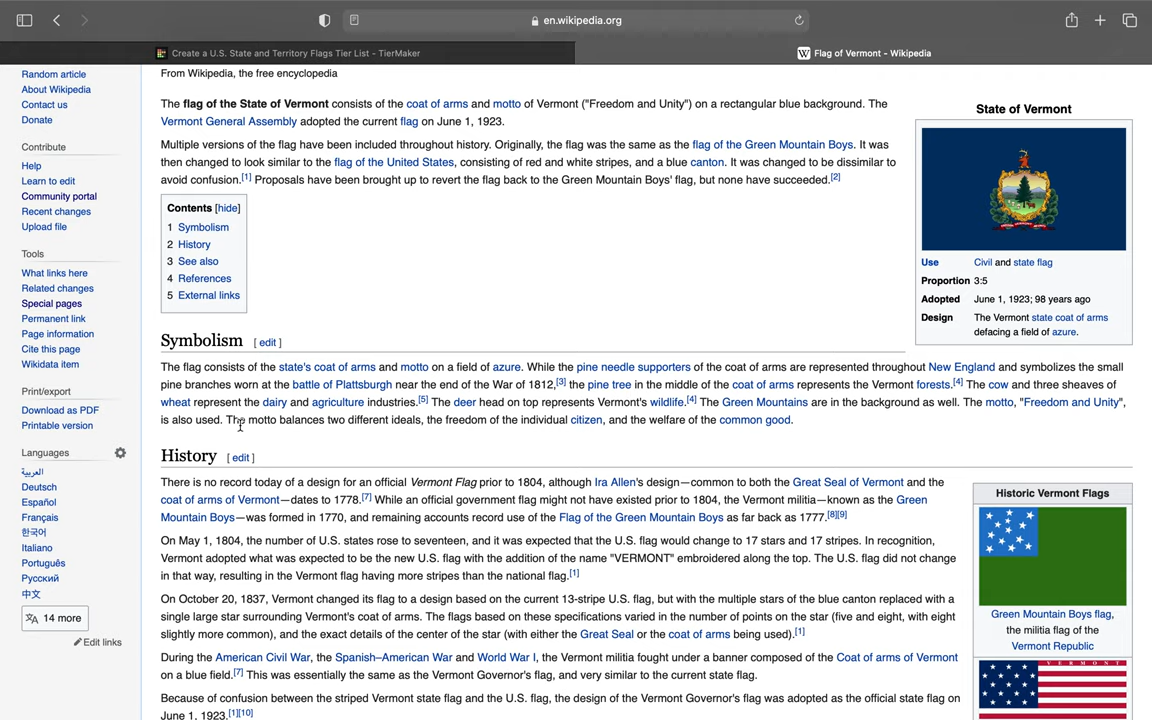 en.wikipedia.org
Create a U.S. State and Territory Flags Tier List - TierMaker
W Flag of Vermont - Wikipedia
Random article
About Wikipedia
Contact us
Donate
Contribute
Help
Learn to edit
Community portal
Recent changes
Upload file
Tools
What links here
Related changes
Special pages
Permanent link
Page information
Cite this page
Wikidata item
Print/export
Download as PDF
Printable version
Languages
العربية
Deutsch
Español
Français
한국어
Italiano
Português
Русский
中文
14 more
Edit links
From Wikipedia, the free encyclopedia
The flag of the State of Vermont consists of the coat of arms and motto of Vermont ("Freedom and Unity") on a rectangular blue background. The
Vermont General Assembly adopted the current flag on June 1, 1923.
Multiple versions of the flag have been included throughout history. Originally, the flag was the same as the flag of the Green Mountain Boys. It was
then changed to look similar to the flag of the United States, consisting of red and white stripes, and a blue canton. It was changed to be dissimilar to
avoid confusion.[1] Proposals have been brought up to revert the flag back to the Green Mountain Boys' flag, but none have succeeded.[2]
Contents [hide]
1 Symbolism
2 History
3 See also
4 References
5 External links
State of Vermont
Use Civil and state flag
Proportion 3:5
Adopted June 1, 1923; 98 years ago
Design The Vermont state coat of arms
defacing a field of azure.
Symbolism [ edit ]
The flag consists of the state's coat of arms and motto on a field of azure. While the pine needle supporters of the coat of arms are represented throughout New England and symbolizes the small
pine branches worn at the battle of Plattsburgh near the end of the War of 1812,[3] the pine tree in the middle of the coat of arms represents the Vermont forests.[4] The cow and three sheaves of
wheat represent the dairy and agriculture industries.[5] The deer head on top represents Vermont's wildlife.[4] The Green Mountains are in the background as well. The motto, "Freedom and Unity",
is also used. The motto balances two different ideals, the freedom of the individual citizen, and the welfare of the common good.
History [ edit ]
There is no record today of a design for an official Vermont Flag prior to 1804, although Ira Allen's design—common to both the Great Seal of Vermont and the
coat of arms of Vermont—dates to 1778.[7] While an official government flag might not have existed prior to 1804, the Vermont militia—known as the Green
Mountain Boys—was formed in 1770, and remaining accounts record use of the Flag of the Green Mountain Boys as far back as 1777.[8][9]
On May 1, 1804, the number of U.S. states rose to seventeen, and it was expected that the U.S. flag would change to 17 stars and 17 stripes. In recognition,
Vermont adopted what was expected to be the new U.S. flag with the addition of the name "VERMONT" embroidered along the top. The U.S. flag did not change
in that way, resulting in the Vermont flag having more stripes than the national flag.[1]
On October 20, 1837, Vermont changed its flag to a design based on the current 13-stripe U.S. flag, but with the multiple stars of the blue canton replaced with a
single large star surrounding Vermont's coat of arms. The flags based on these specifications varied in the number of points on the star (five and eight, with eight
slightly more common), and the exact details of the center of the star (with either the Great Seal or the coat of arms being used).[1]
During the American Civil War, the Spanish–American War and World War I, the Vermont militia fought under a banner composed of the Coat of arms of Vermont
on a blue field.[7] This was essentially the same as the Vermont Governor's flag, and very similar to the current state flag.
Because of confusion between the striped Vermont state flag and the U.S. flag, the design of the Vermont Governor's flag was adopted as the official state flag on
June 1, 1923.[1][10]
Historic Vermont Flags
Green Mountain Boys flag,
the militia flag of the
Vermont Republic
VERMONT